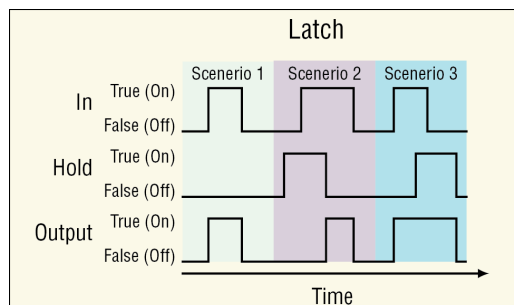 Latch
Scenerio 1 Scenerio 2 Scenerio 3
In
True (On)
False (Off)
Hold
True (On)
False (Off)
Output
True (On)
False (Off)
Time